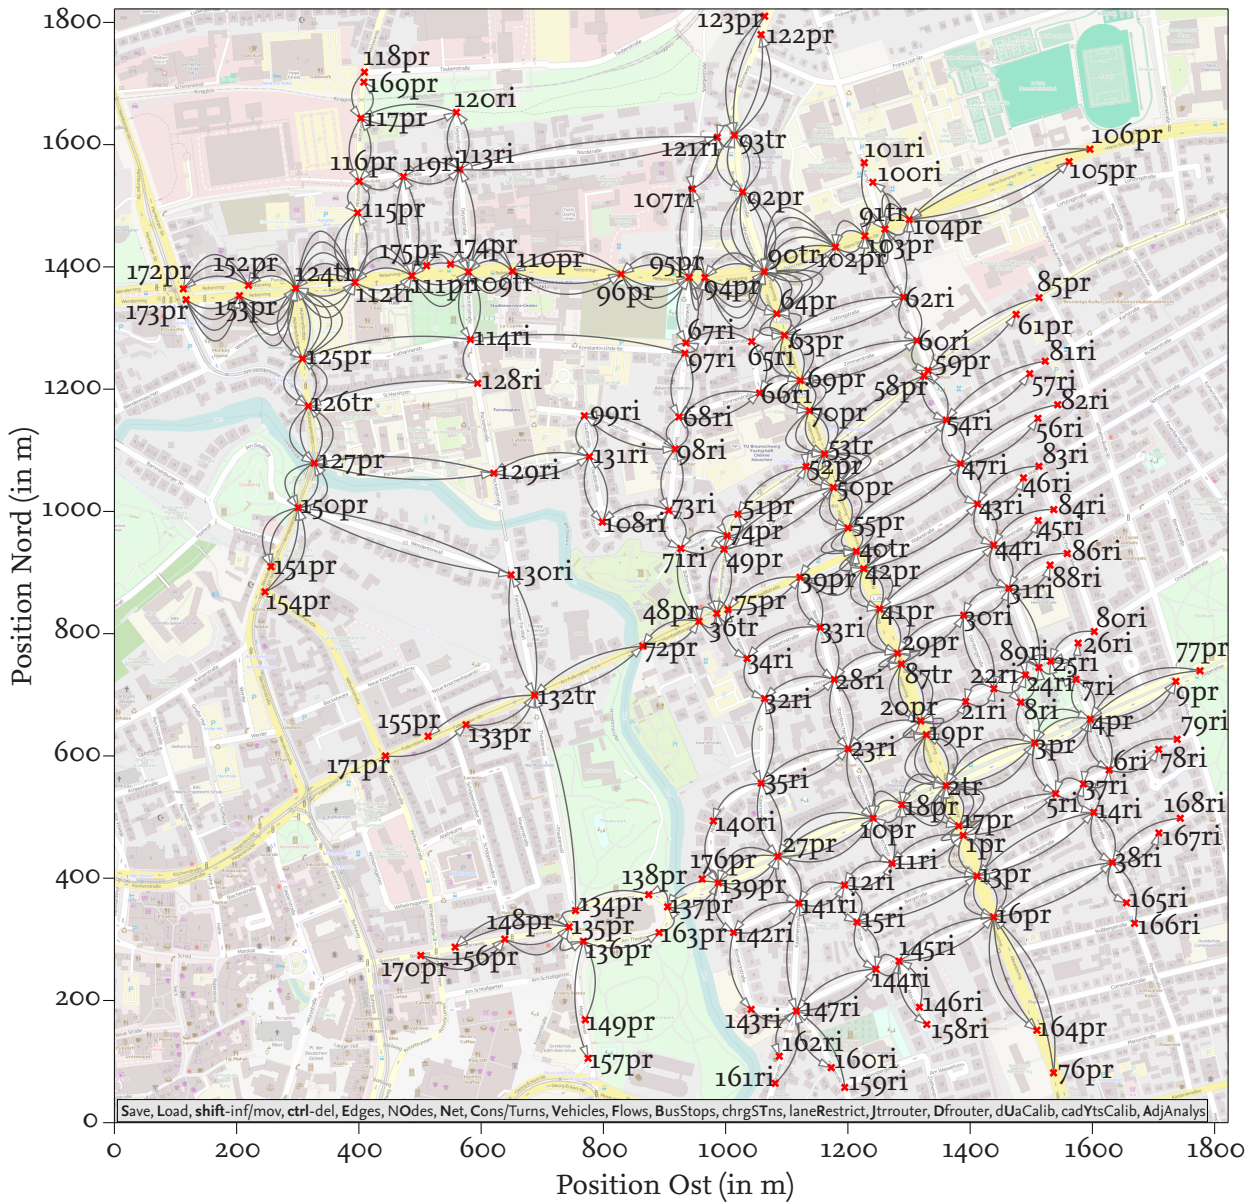 1800
123pr
122pr
118pr
169pr
120ri
117pr
1600
121ri
93tr
106pr
116pr
119ri
113ri
101ri
105pr
100ri
107ri
92pr
115pr
91tr
104pr
175pr
174pr
103pr
102pr
1400
172pr
152pr
124tr
110pr
95pr
90tr
85pr
173pr
153pr
112tr
111pr
109tr
96pr
94pr
62ri
64pr
61pr
114ri
67ri
63pr
60ri
81ri
125pr
97ri
65ri
59pr
57ri
1200
128ri
66ri
69pr
58pr
82ri
126tr
99ri
68ri
70pr
54ri
56ri
127pr
129ri
131ri
98ri
53tr
52pr
47ri
83ri
46ri
1000
150pr
108ri
73ri
51pr
50pr
43ri
84ri
74pr
55pr
45ri
71ri
49pr
40tr
44ri
86ri
151pr
130ri
39pr
42pr
88ri
154pr
31ri
800
48pr
75pr
41pr
30ri
80ri
36tr
33ri
72pr
29pr
89ri
26ri
77pr
34ri
87tr
25ri
132tr
32ri
28ri
22ri
24ri
7ri
9pr
155pr
133pr
20pr
21ri
8ri
4pr
79ri
600
171pr
23ri
19pr
3pr
78ri
35ri
2tr
6ri
37ri
140ri
18pr
5ri
14ri
168ri
10pr
17pr
167ri
176pr
27pr
1pr
11ri
38ri
400
138pr
139pr
12ri
13pr
134pr
137pr
141ri
165ri
148pr
135pr
15ri
16pr
166ri
170pr
156pr
136pr
163pr
142ri
145ri
144ri
200
149pr
143ri
147ri
146ri
158ri
164pr
157pr
162ri
160ri
161ri
159ri
76pr
0
Save, Load, shift-inf/mov, ctrl-del, Edges, NOdes, Net, Cons/Turns, Vehicles, Flows, BusStops, chrgSTns, laneRestrict, Jtrrouter, Dfrouter, dUaCalib, cadYtsCalib, AdjAnalys
0 200 400 600 800 1000 1200 1400 1600 1800
Position Ost (in m)
Position Nord (in m)